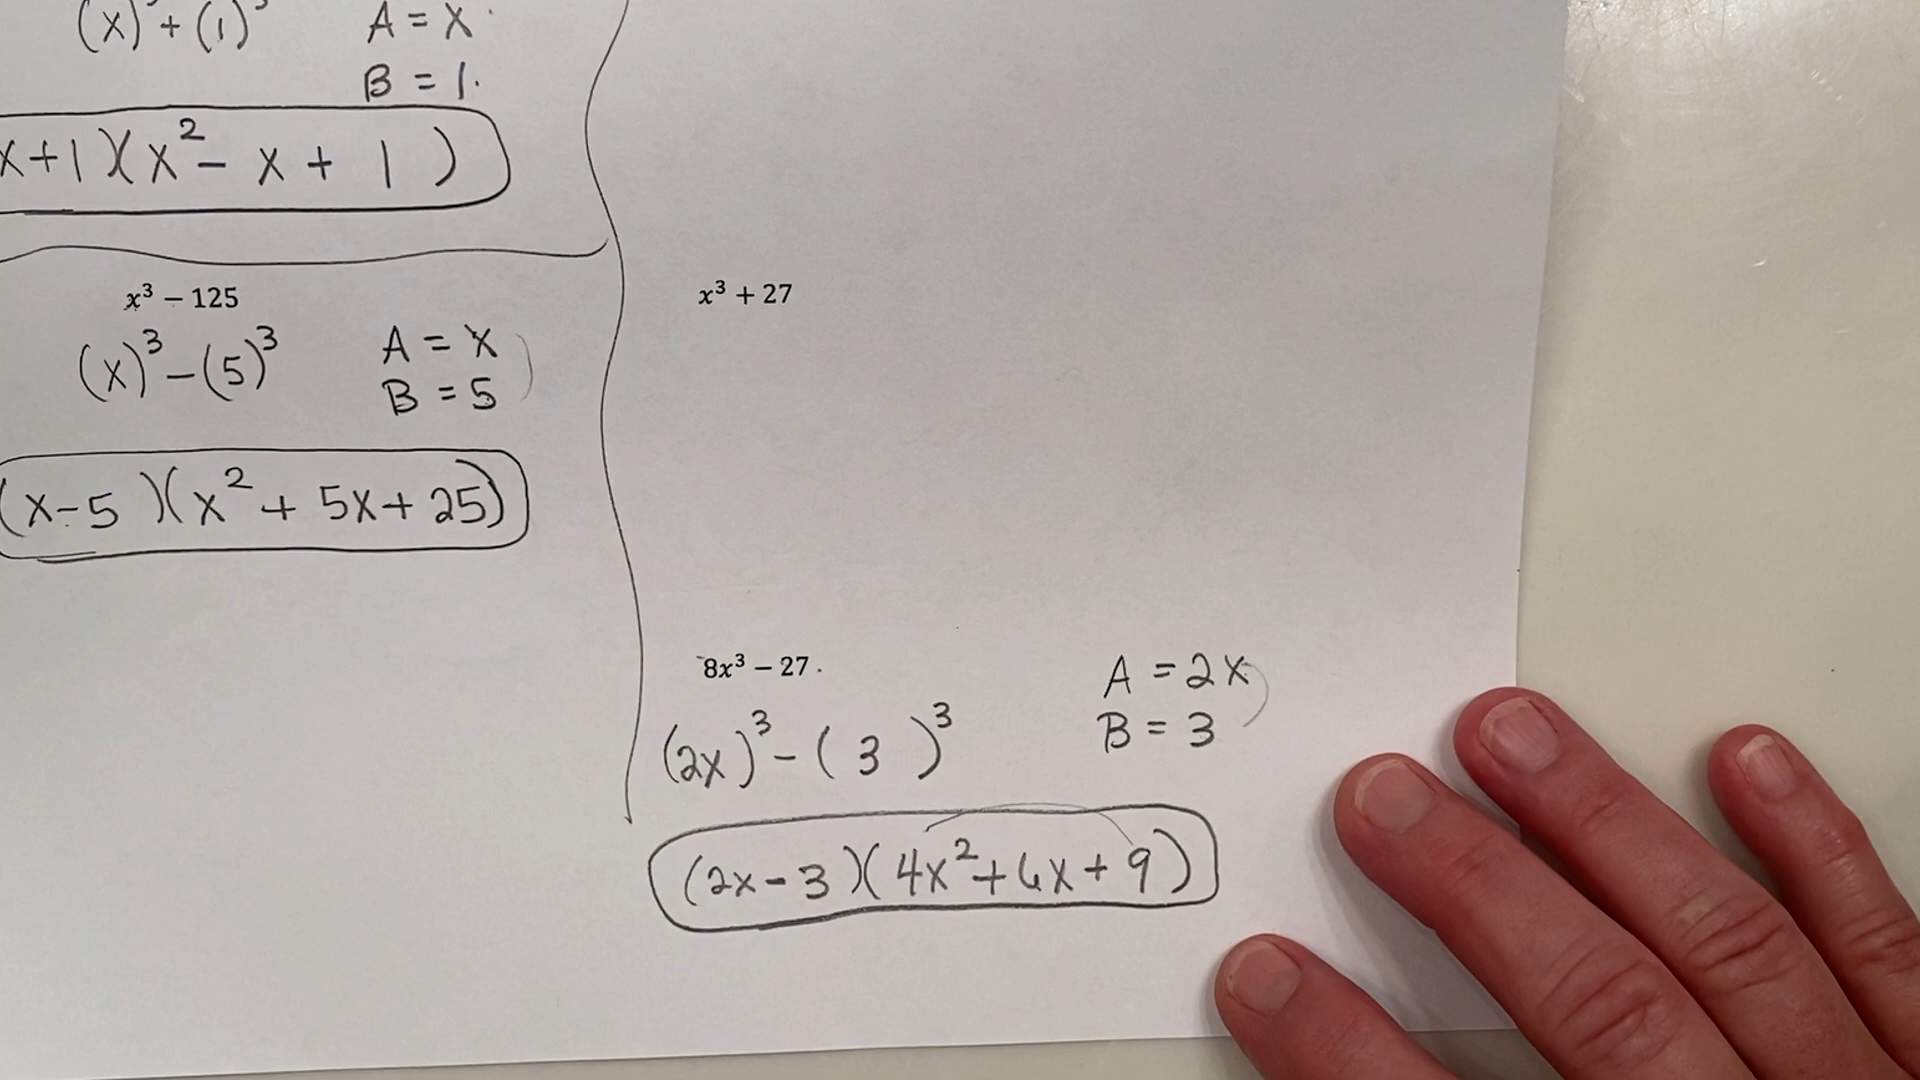 (x)³ + (1)³
A = x
B = 1.
x+1)(x² - x + 1)
x³ − 125
(x)³ - (5)³
A = x
B = 5
(x-5)(x² + 5x + 25)
x³ + 27
8x³ − 27
A = 2x
B = 3
(2x)³ - ( 3 )³
(2x - 3)(4x² + 6x + 9)